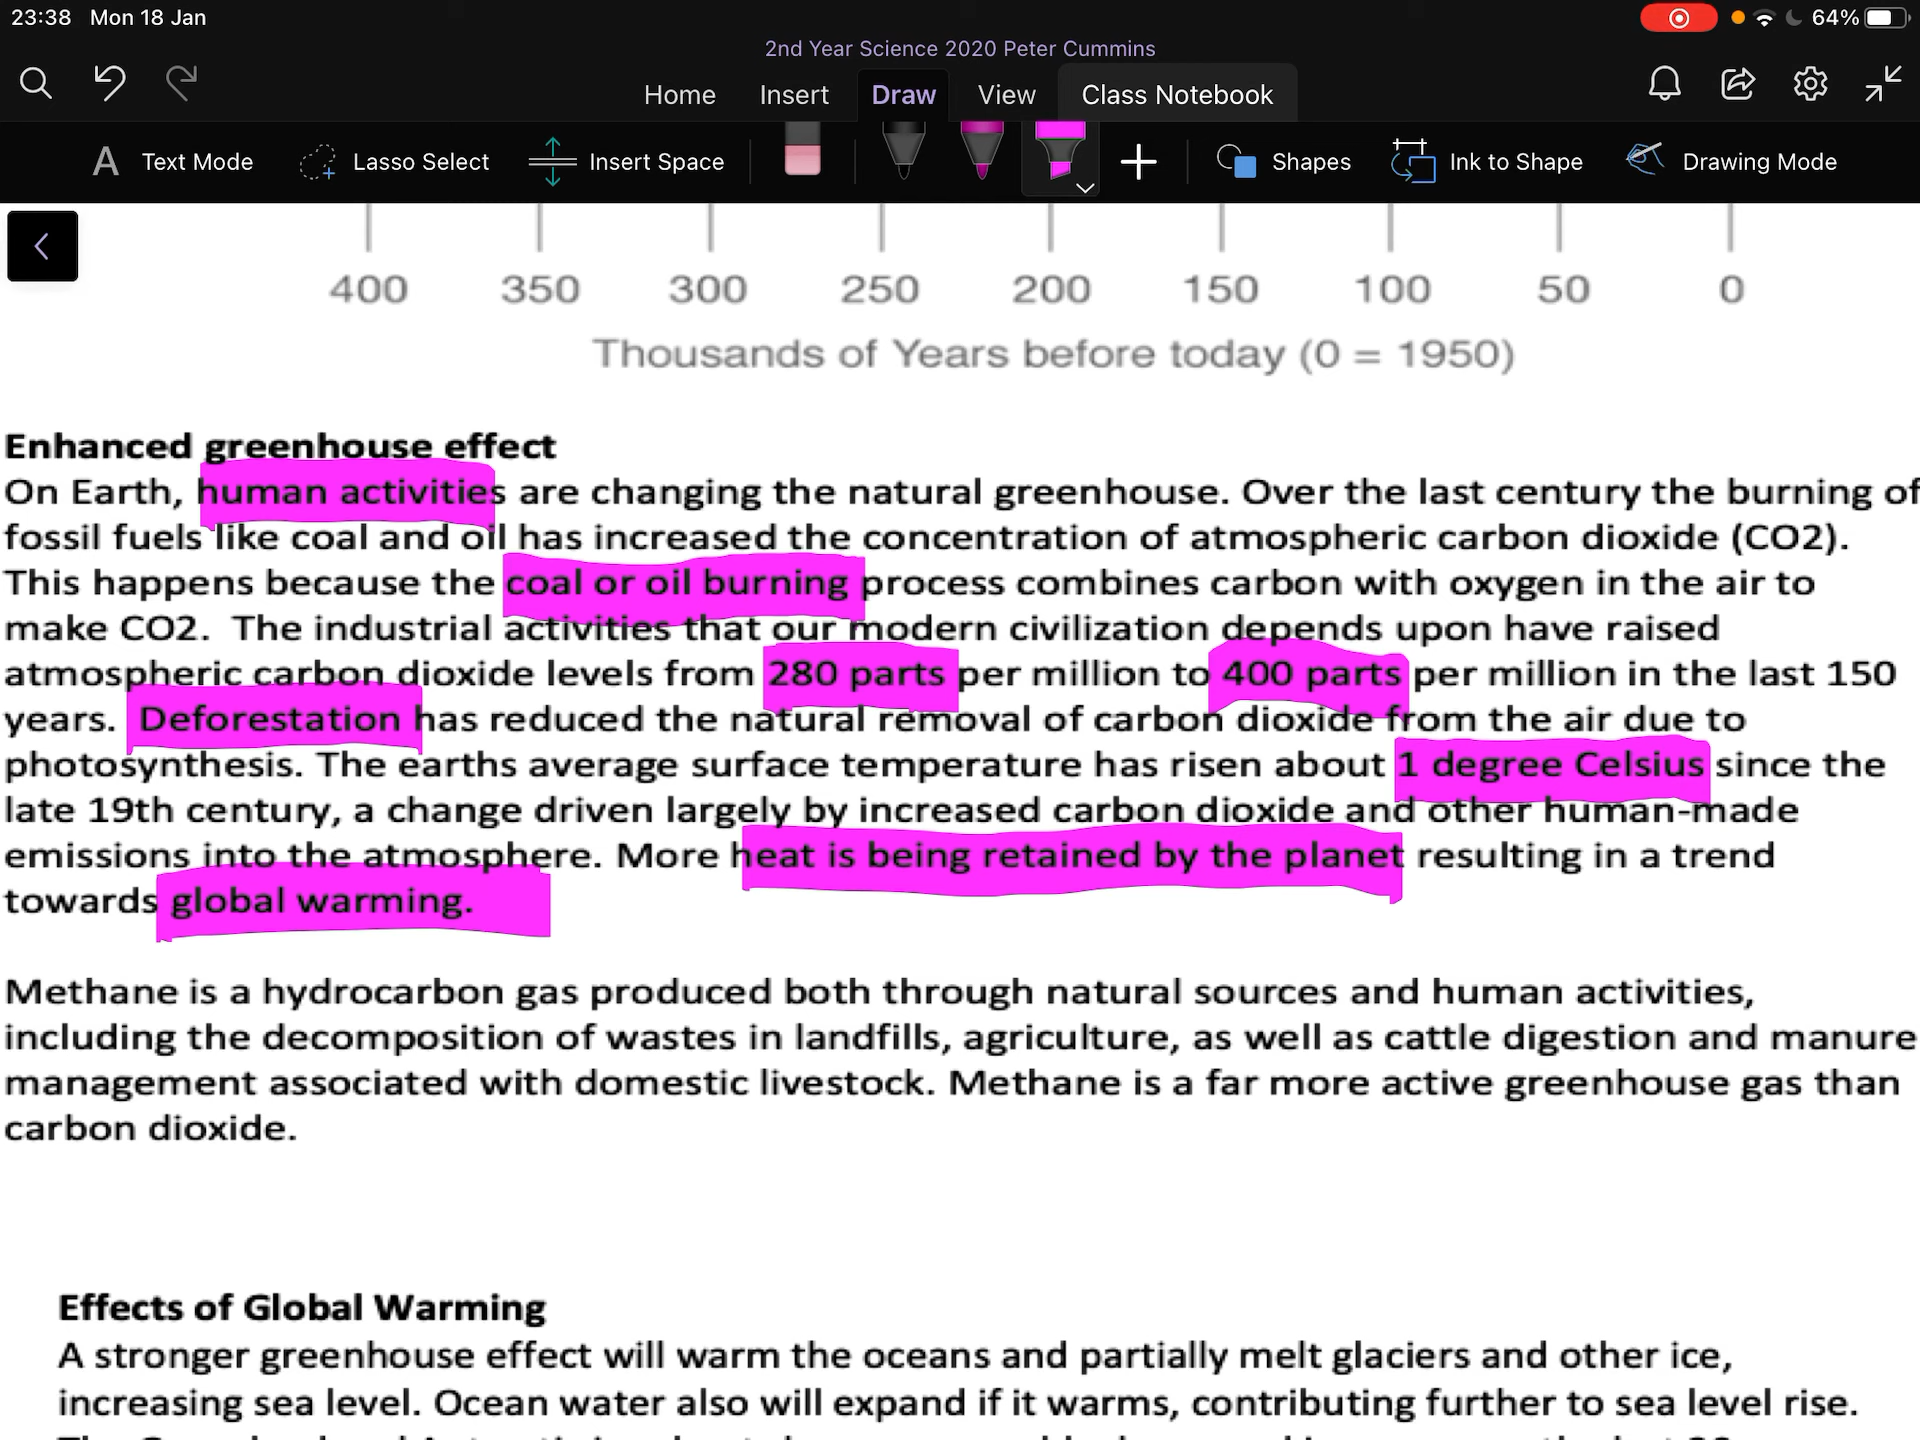 23:38 Mon 18 Jan
64%
2nd Year Science 2020 Peter Cummins
Home Insert Draw View Class Notebook
A Text Mode Lasso Select Insert Space Shapes Ink to Shape Drawing Mode
400 350 300 250 200 150 100 50 0
Thousands of Years before today (0 = 1950)
Enhanced greenhouse effect
On Earth, human activities are changing the natural greenhouse. Over the last century the burning of
fossil fuels like coal and oil has increased the concentration of atmospheric carbon dioxide (CO2).
This happens because the coal or oil burning process combines carbon with oxygen in the air to
make CO2. The industrial activities that our modern civilization depends upon have raised
atmospheric carbon dioxide levels from 280 parts per million to 400 parts per million in the last 150
years. Deforestation has reduced the natural removal of carbon dioxide from the air due to
photosynthesis. The earths average surface temperature has risen about 1 degree Celsius since the
late 19th century, a change driven largely by increased carbon dioxide and other human-made
emissions into the atmosphere. More heat is being retained by the planet resulting in a trend
towards global warming.
Methane is a hydrocarbon gas produced both through natural sources and human activities,
including the decomposition of wastes in landfills, agriculture, as well as cattle digestion and manure
management associated with domestic livestock. Methane is a far more active greenhouse gas than
carbon dioxide.
Effects of Global Warming
A stronger greenhouse effect will warm the oceans and partially melt glaciers and other ice,
increasing sea level. Ocean water also will expand if it warms, contributing further to sea level rise.